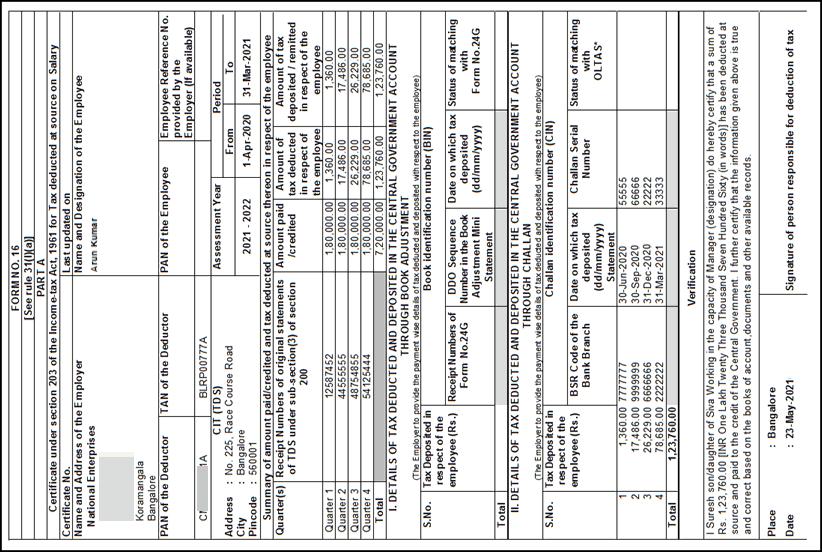 FORM NO. 16
[See rule 31(l)(a)]
PART A
Certificate under section 203 of the Income-tax Act, 1961 for Tax deducted at source on Salary
Certificate No.
Last updated on
Name and Address of the Employer
Name and Designation of the Employee
National Enterprises
Arun Kumar
Koramangala
Bangalore
PAN of the Deductor
TAN of the Deductor
PAN of the Employee
Employee Reference No. provided by the Employer (If available)
1A
BLRP00777A
CIT (TDS)
Assessment Year
Period
Address : No. 225, Race Course Road
From
To
City : Bangalore
2021 - 2022
1-Apr-2020
31-Mar-2021
Pincode : 560001
Summary of amount paid/credited and tax deducted at source thereon in respect of the employee
Quarter(s)
Receipt Numbers of original statements of TDS under sub-section(3) of section 200
Amount paid /credited
Amount of tax deducted in respect of the employee
Amount of tax deposited / remitted in respect of the employee
Quarter 1 12587452 1,80,000.00 1,360.00 1,360.00
Quarter 2 44555555 1,80,000.00 17,486.00 17,486.00
Quarter 3 48754855 1,80,000.00 26,229.00 26,229.00
Quarter 4 54125444 1,80,000.00 78,685.00 78,685.00
Total 7,20,000.00 1,23,760.00 1,23,760.00
I. DETAILS OF TAX DEDUCTED AND DEPOSITED IN THE CENTRAL GOVERNMENT ACCOUNT
THROUGH BOOK ADJUSTMENT
(The Employer to provide the payment wise details of tax deducted and deposited with respect to the employee)
S.No.
Tax Deposited in respect of the employee (Rs.)
Book identification number (BIN)
Receipt Numbers of Form No.24G
DDO Sequence Number in the Book Adjustment Mini Statement
Date on which tax deposited (dd/mm/yyyy)
Status of matching with Form No.24G
Total
II. DETAILS OF TAX DEDUCTED AND DEPOSITED IN THE CENTRAL GOVERNMENT ACCOUNT
THROUGH CHALLAN
(The Employer to provide the payment wise details of tax deducted and deposited with respect to the employee)
S.No.
Tax Deposited in respect of the employee (Rs.)
Challan identification number (CIN)
BSR Code of the Bank Branch
Date on which tax deposited (dd/mm/yyyy) Statement
Challan Serial Number
Status of matching with OLTAS*
1 1,360.00 7777777 30-Jun-2020 55555
2 17,486.00 9999999 30-Sep-2020 66666
3 26,229.00 6666666 31-Dec-2020 22222
4 78,685.00 2222222 31-Mar-2021 33333
Total 1,23,760.00
Verification
I Suresh son/daughter of Siva Working in the capacity of Manager (designation) do hereby certify that a sum of
Rs. 1,23,760.00 [INR One Lakh Twenty Three Thousand Seven Hundred Sixty (in words)] has been deducted at
source and paid to the credit of the Central Government. I further certify that the information given above is true
and correct based on the books of account,documents and other available records.
Place : Bangalore
Date : 23-May-2021
Signature of person responsible for deduction of tax